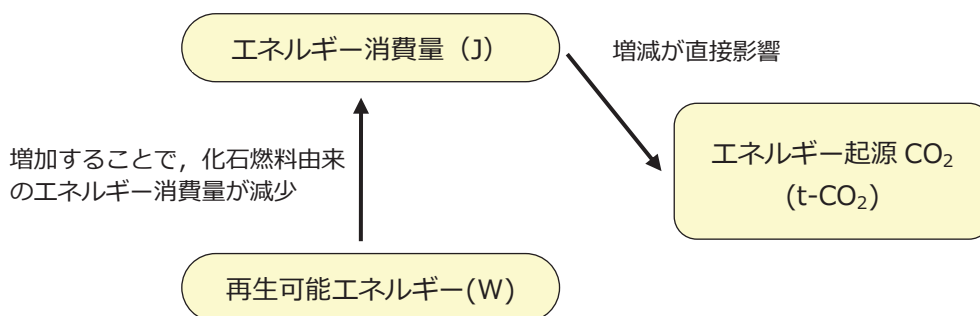 エネルギー消費量（J）
増減が直接影響
増加することで，化石燃料由来
のエネルギー消費量が減少
エネルギー起源 CO₂
(t-CO₂)
再生可能エネルギー(W)